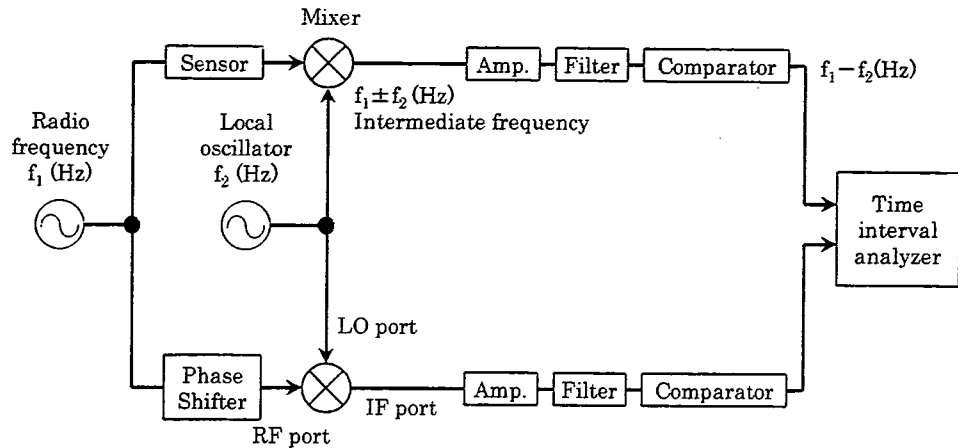 Mixer
Sensor
Amp.
Filter
Comparator
f₁−f₂(Hz)
f₁±f₂ (Hz)
Intermediate frequency
Radio
frequency
f₁ (Hz)
Local
oscillator
f₂ (Hz)
Time
interval
analyzer
LO port
Phase
Shifter
RF port
IF port
Amp.
Filter
Comparator